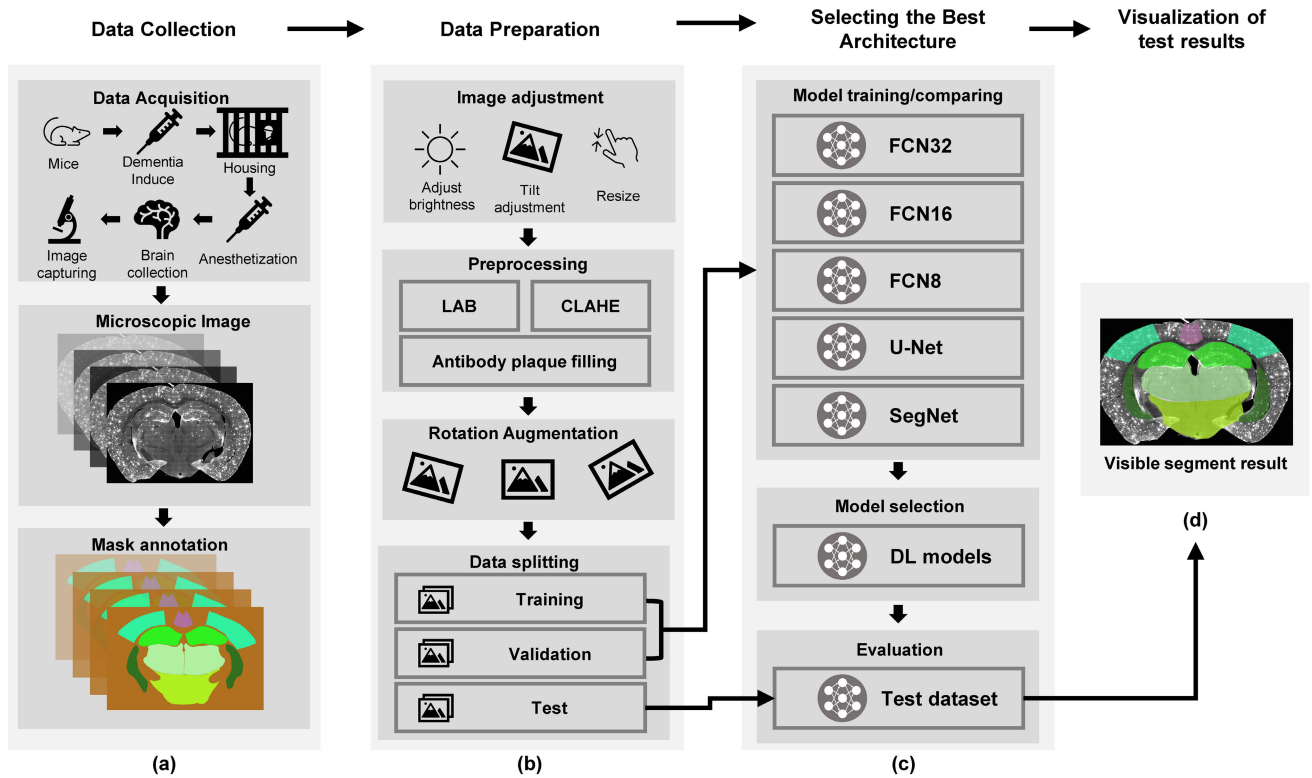 Data Collection
Data Preparation
Selecting the Best
Architecture
Visualization of
test results
Data Acquisition
Mice
Dementia
Induce
Housing
Image
capturing
Brain
collection
Anesthetization
Microscopic Image
Mask annotation
(a)
Image adjustment
Adjust
brightness
Tilt
adjustment
Resize
Preprocessing
LAB
CLAHE
Antibody plaque filling
Rotation Augmentation
Data splitting
Training
Validation
Test
(b)
Model training/comparing
FCN32
FCN16
FCN8
U-Net
SegNet
Model selection
DL models
Evaluation
Test dataset
(c)
Visible segment result
(d)